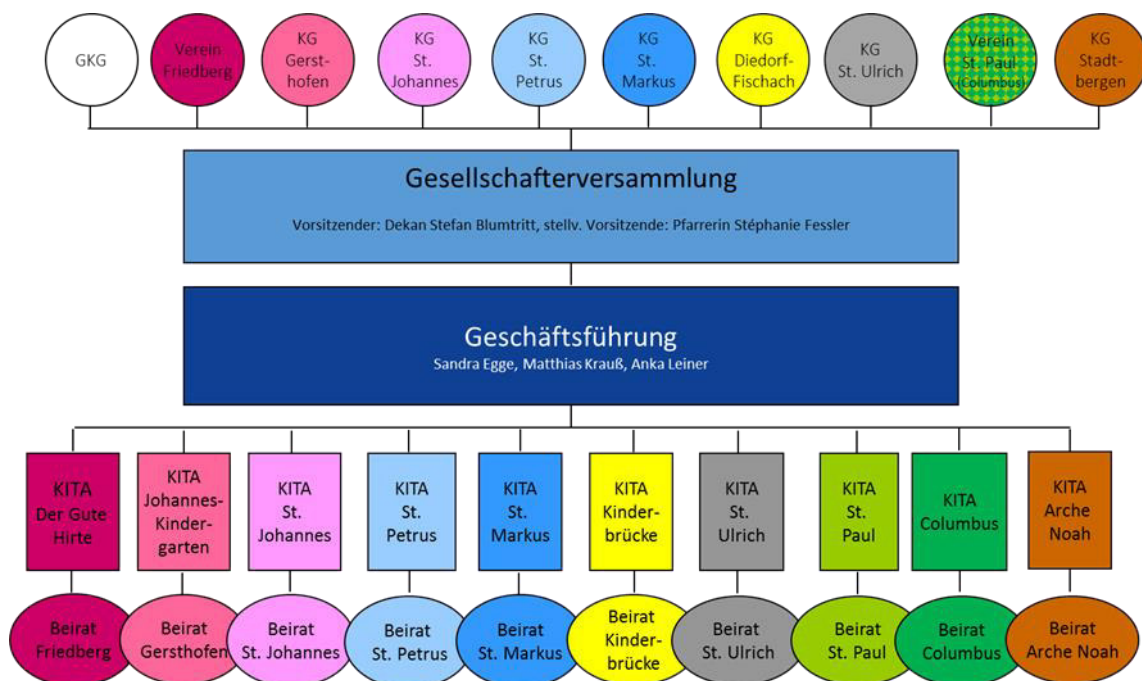 GKG
Verein
Friedberg
KG
Gerst-
hofen
KG
St.
Johannes
KG
St.
Petrus
KG
St.
Markus
KG
Diedorf-
Fischach
KG
St. Ulrich
Verein
St. Paul
(Columbus)
KG
Stadt-
bergen
Gesellschafterversammlung
Vorsitzender: Dekan Stefan Blumtritt, stellv. Vorsitzende: Pfarrerin Stéphanie Fessler
Geschäftsführung
Sandra Egge, Matthias Krauß, Anka Leiner
KITA
Der Gute
Hirte
KITA
Johannes-
Kinder-
garten
KITA
St.
Johannes
KITA
St.
Petrus
KITA
St.
Markus
KITA
Kinder-
brücke
KITA
St.
Ulrich
KITA
St.
Paul
KITA
Columbus
KITA
Arche
Noah
Beirat
Friedberg
Beirat
Gersthofen
Beirat
St. Johannes
Beirat
St. Petrus
Beirat
St. Markus
Beirat
Kinder-
brücke
Beirat
St. Ulrich
Beirat
St. Paul
Beirat
Columbus
Beirat
Arche Noah